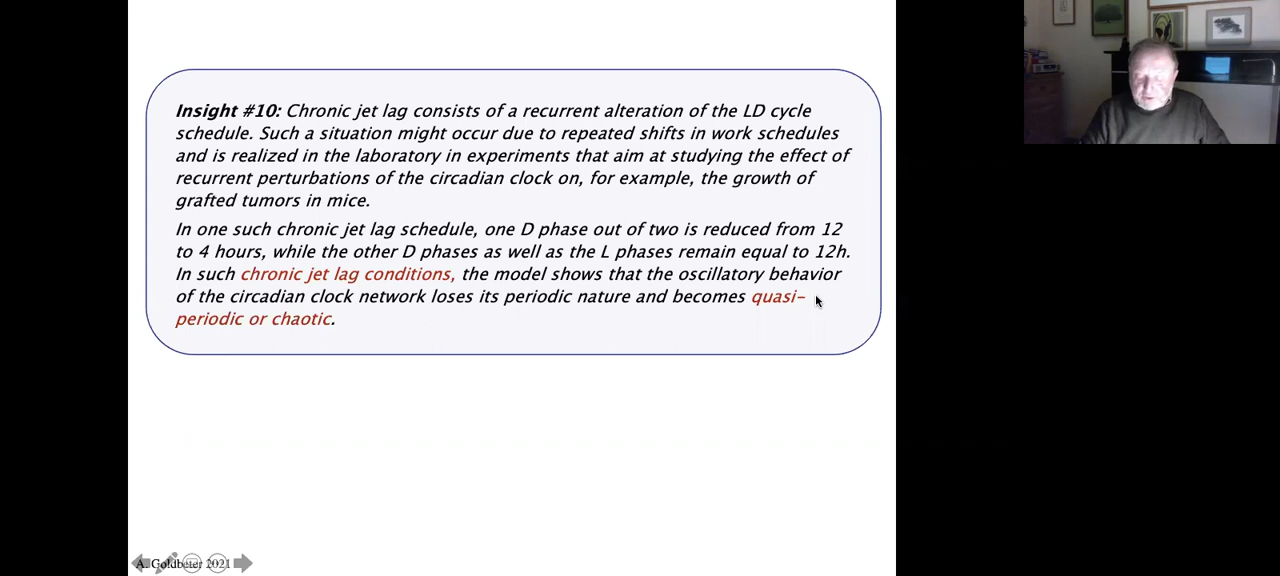 Insight #10: Chronic jet lag consists of a recurrent alteration of the LD cycle
schedule. Such a situation might occur due to repeated shifts in work schedules
and is realized in the laboratory in experiments that aim at studying the effect of
recurrent perturbations of the circadian clock on, for example, the growth of
grafted tumors in mice.
In one such chronic jet lag schedule, one D phase out of two is reduced from 12
to 4 hours, while the other D phases as well as the L phases remain equal to 12h.
In such chronic jet lag conditions, the model shows that the oscillatory behavior
of the circadian clock network loses its periodic nature and becomes quasi-
periodic or chaotic.
A. Goldbeter 2021